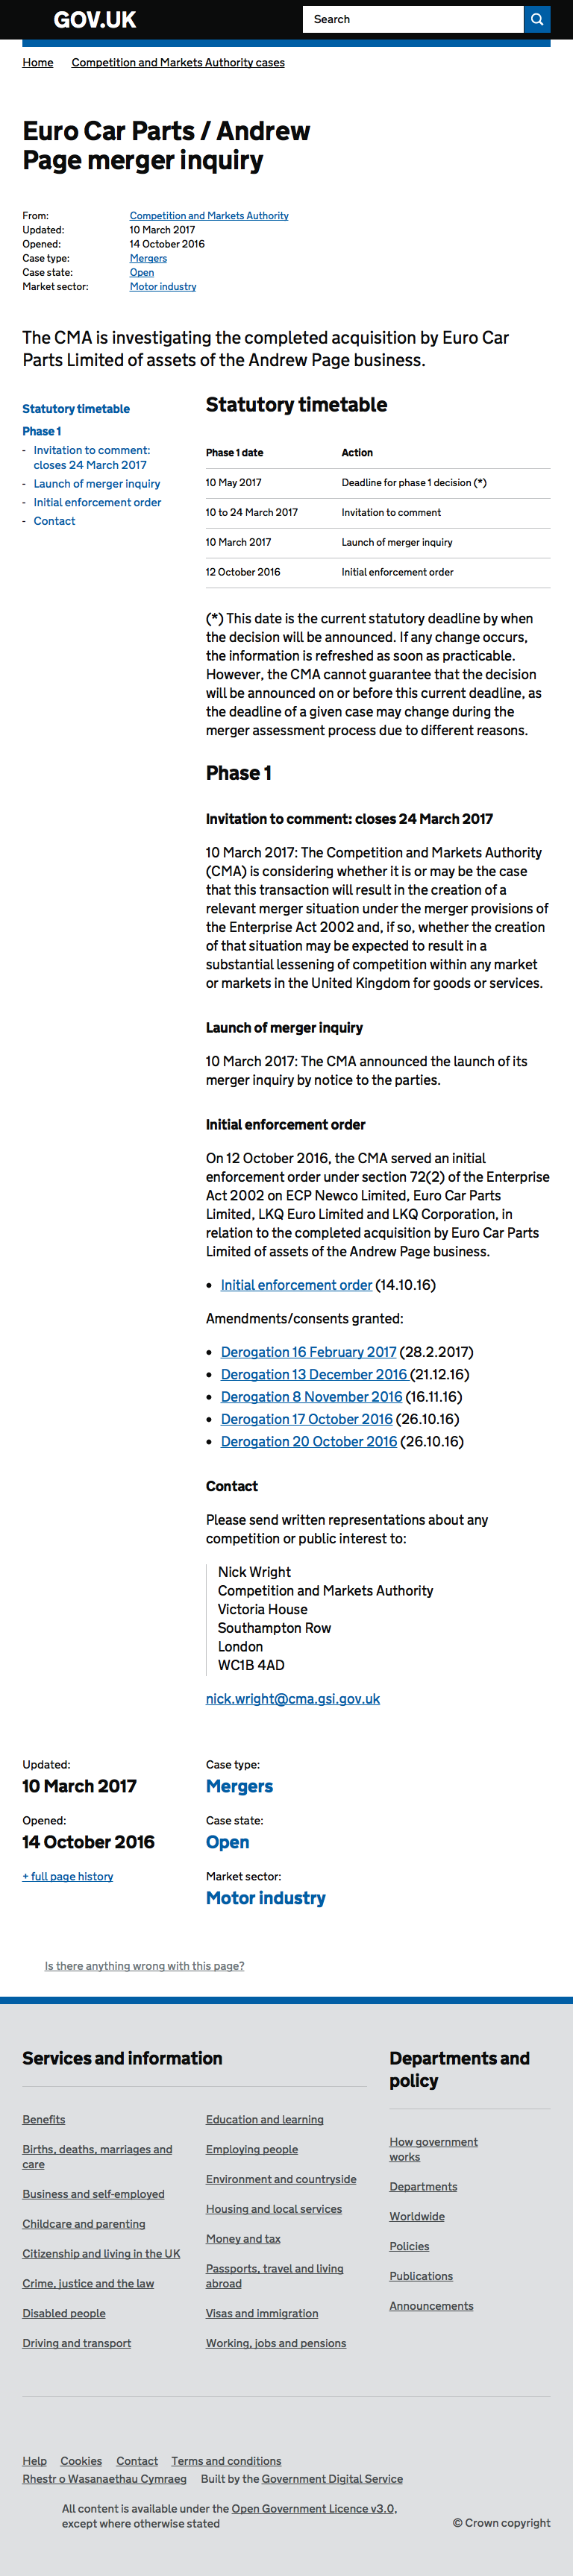 GOV.UK
Search
Home
Competition and Markets Authority cases
Euro Car Parts / Andrew
Page merger inquiry
From: Competition and Markets Authority
Updated: 10 March 2017
Opened: 14 October 2016
Case type: Mergers
Case state: Open
Market sector: Motor industry
The CMA is investigating the completed acquisition by Euro Car
Parts Limited of assets of the Andrew Page business.
Statutory timetable
Phase 1
- Invitation to comment:
closes 24 March 2017
- Launch of merger inquiry
- Initial enforcement order
- Contact
Statutory timetable
Phase 1 date Action
10 May 2017 Deadline for phase 1 decision (*)
10 to 24 March 2017 Invitation to comment
10 March 2017 Launch of merger inquiry
12 October 2016 Initial enforcement order
(*) This date is the current statutory deadline by when
the decision will be announced. If any change occurs,
the information is refreshed as soon as practicable.
However, the CMA cannot guarantee that the decision
will be announced on or before this current deadline, as
the deadline of a given case may change during the
merger assessment process due to different reasons.
Phase 1
Invitation to comment: closes 24 March 2017
10 March 2017: The Competition and Markets Authority
(CMA) is considering whether it is or may be the case
that this transaction will result in the creation of a
relevant merger situation under the merger provisions of
the Enterprise Act 2002 and, if so, whether the creation
of that situation may be expected to result in a
substantial lessening of competition within any market
or markets in the United Kingdom for goods or services.
Launch of merger inquiry
10 March 2017: The CMA announced the launch of its
merger inquiry by notice to the parties.
Initial enforcement order
On 12 October 2016, the CMA served an initial
enforcement order under section 72(2) of the Enterprise
Act 2002 on ECP Newco Limited, Euro Car Parts
Limited, LKQ Euro Limited and LKQ Corporation, in
relation to the completed acquisition by Euro Car Parts
Limited of assets of the Andrew Page business.
• Initial enforcement order (14.10.16)
Amendments/consents granted:
• Derogation 16 February 2017 (28.2.2017)
• Derogation 13 December 2016 (21.12.16)
• Derogation 8 November 2016 (16.11.16)
• Derogation 17 October 2016 (26.10.16)
• Derogation 20 October 2016 (26.10.16)
Contact
Please send written representations about any
competition or public interest to:
Nick Wright
Competition and Markets Authority
Victoria House
Southampton Row
London
WC1B 4AD
nick.wright@cma.gsi.gov.uk
Updated:
10 March 2017
Opened:
14 October 2016
+ full page history
Case type:
Mergers
Case state:
Open
Market sector:
Motor industry
Is there anything wrong with this page?
Services and information
Benefits
Births, deaths, marriages and
care
Business and self-employed
Childcare and parenting
Citizenship and living in the UK
Crime, justice and the law
Disabled people
Driving and transport
Education and learning
Employing people
Environment and countryside
Housing and local services
Money and tax
Passports, travel and living
abroad
Visas and immigration
Working, jobs and pensions
Departments and
policy
How government
works
Departments
Worldwide
Policies
Publications
Announcements
Help Cookies Contact Terms and conditions
Rhestr o Wasanaethau Cymraeg Built by the Government Digital Service
All content is available under the Open Government Licence v3.0,
except where otherwise stated
© Crown copyright